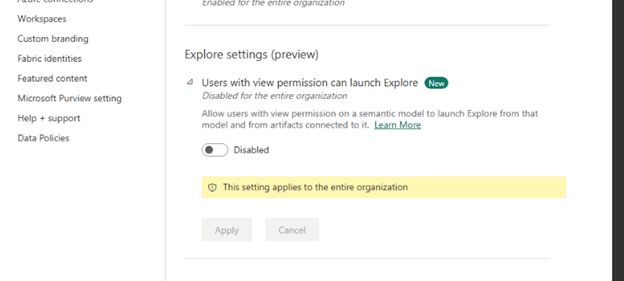 Azure connections
Workspaces
Custom branding
Fabric identities
Featured content
Microsoft Purview setting
Help + support
Data Policies
Enabled for the entire organization
Explore settings (preview)
Users with view permission can launch Explore New
Disabled for the entire organization
Allow users with view permission on a semantic model to launch Explore from that
model and from artifacts connected to it. Learn More
Disabled
This setting applies to the entire organization
Apply Cancel